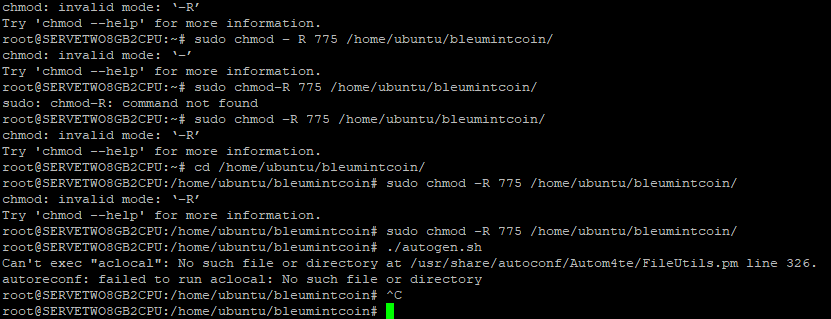 chmod: invalid mode: ‘–R’
Try 'chmod --help' for more information.
root@SERVETWO8GB2CPU:~# sudo chmod – R 775 /home/ubuntu/bleumintcoin/
chmod: invalid mode: ‘–’
Try 'chmod --help' for more information.
root@SERVETWO8GB2CPU:~# sudo chmod–R 775 /home/ubuntu/bleumintcoin/
sudo: chmod–R: command not found
root@SERVETWO8GB2CPU:~# sudo chmod –R 775 /home/ubuntu/bleumintcoin/
chmod: invalid mode: ‘–R’
Try 'chmod --help' for more information.
root@SERVETWO8GB2CPU:~# cd /home/ubuntu/bleumintcoin/
root@SERVETWO8GB2CPU:/home/ubuntu/bleumintcoin# sudo chmod –R 775 /home/ubuntu/bleumintcoin/
chmod: invalid mode: ‘–R’
Try 'chmod --help' for more information.
root@SERVETWO8GB2CPU:/home/ubuntu/bleumintcoin# sudo chmod -R 775 /home/ubuntu/bleumintcoin/
root@SERVETWO8GB2CPU:/home/ubuntu/bleumintcoin# ./autogen.sh
Can't exec "aclocal": No such file or directory at /usr/share/autoconf/Autom4te/FileUtils.pm line 326.
autoreconf: failed to run aclocal: No such file or directory
root@SERVETWO8GB2CPU:/home/ubuntu/bleumintcoin# ^C
root@SERVETWO8GB2CPU:/home/ubuntu/bleumintcoin#